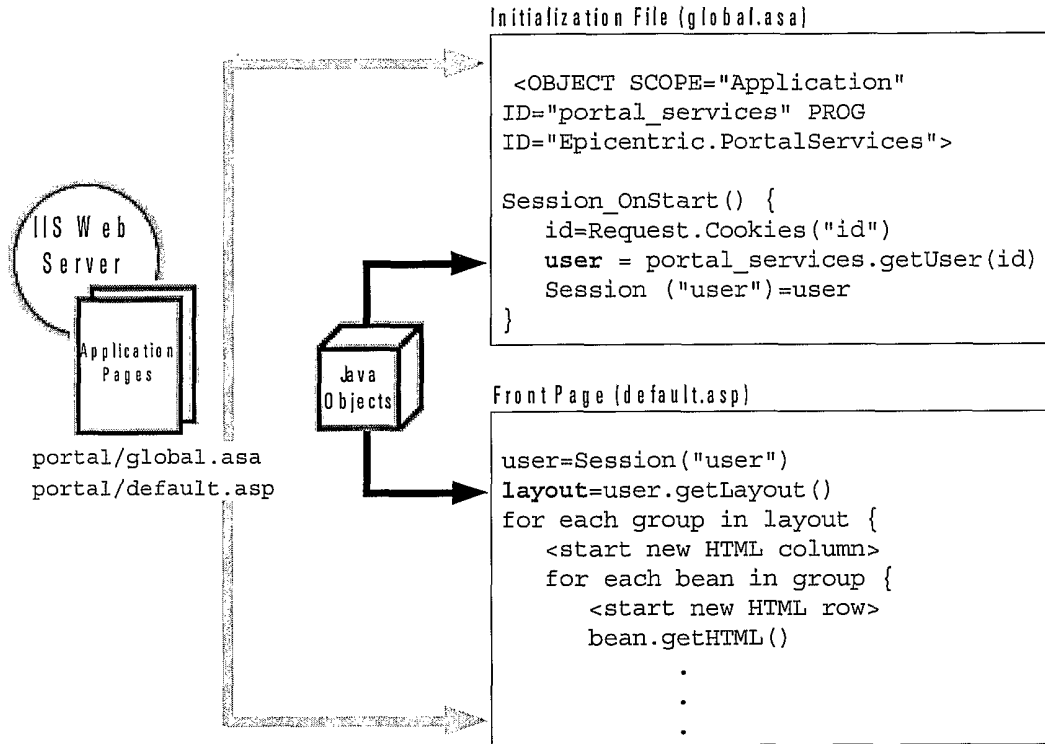 Initialization File (global.asa)
<OBJECT SCOPE="Application"
ID="portal_services" PROG
ID="Epicentric.PortalServices">
Session_OnStart() {
id=Request.Cookies("id")
user = portal_services.getUser(id)
Session ("user")=user
}
IIS Web
Server
Application
Pages
portal/global.asa
portal/default.asp
Java
Objects
Front Page (default.asp)
user=Session("user")
layout=user.getLayout()
for each group in layout {
<start new HTML column>
for each bean in group {
<start new HTML row>
bean.getHTML()
.
.
.